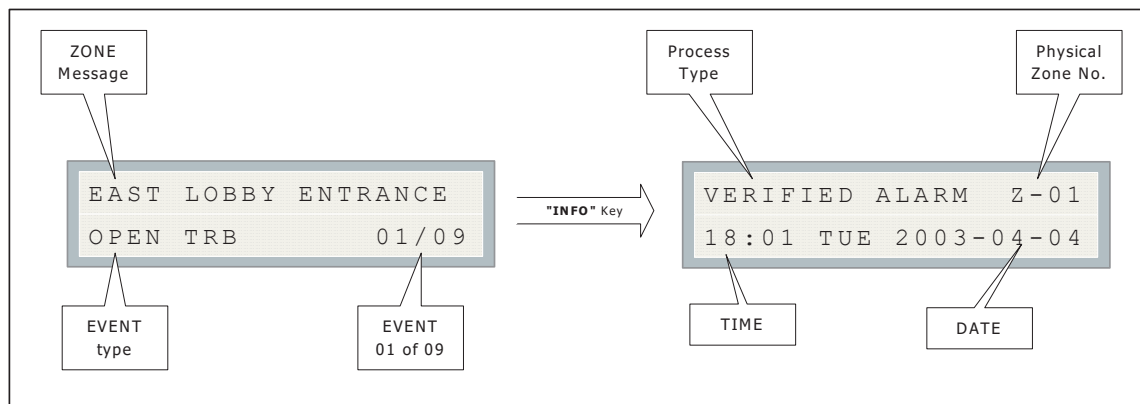 ZONE
Message
EAST LOBBY ENTRANCE
OPEN TRB 01/09
EVENT
type
EVENT
01 of 09
"INFO" Key
Process
Type
Physical
Zone No.
VERIFIED ALARM Z-01
18:01 TUE 2003-04-04
TIME
DATE